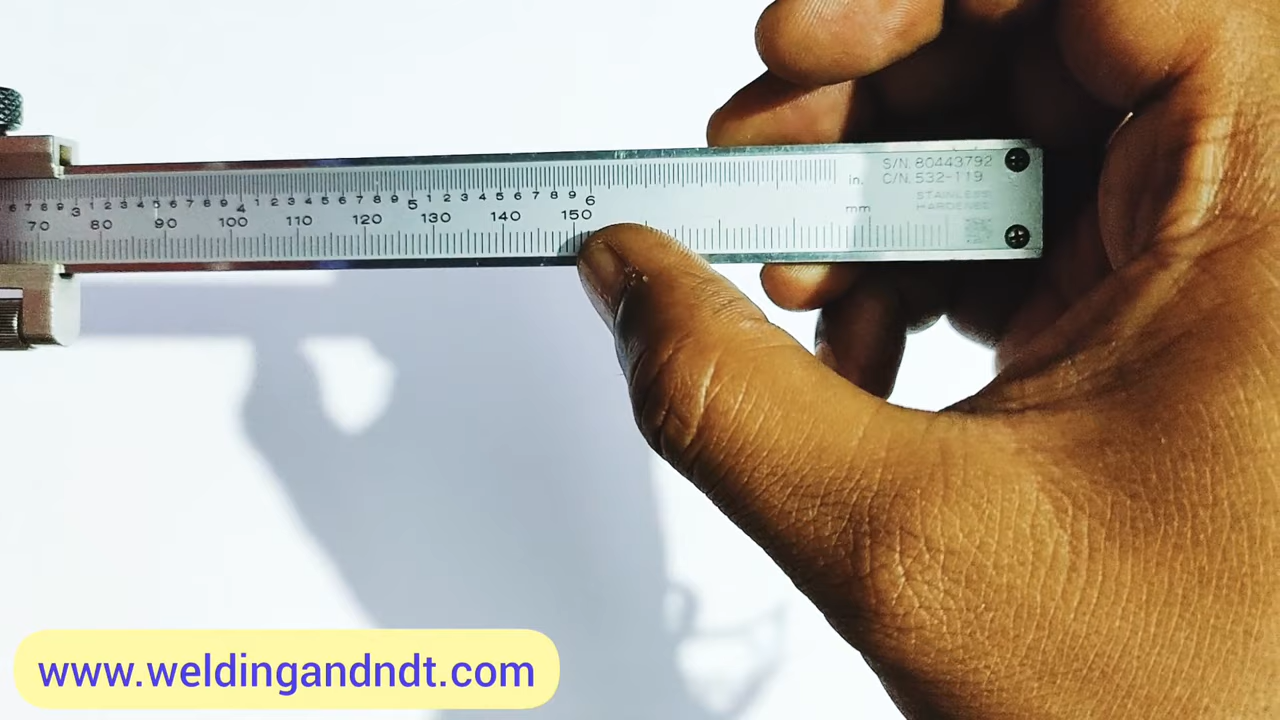 S/N. 80443792
C/N. 532-119
STAINLESS
HARDENED
in.
6 7 8 9 3 1 2 3 4 5 6 7 8 9 4 1 2 3 4 5 6 7 8 9 5 1 2 3 4 5 6 7 8 9 6
mm
70 80 90 100 110 120 130 140 150
www.weldingandndt.com